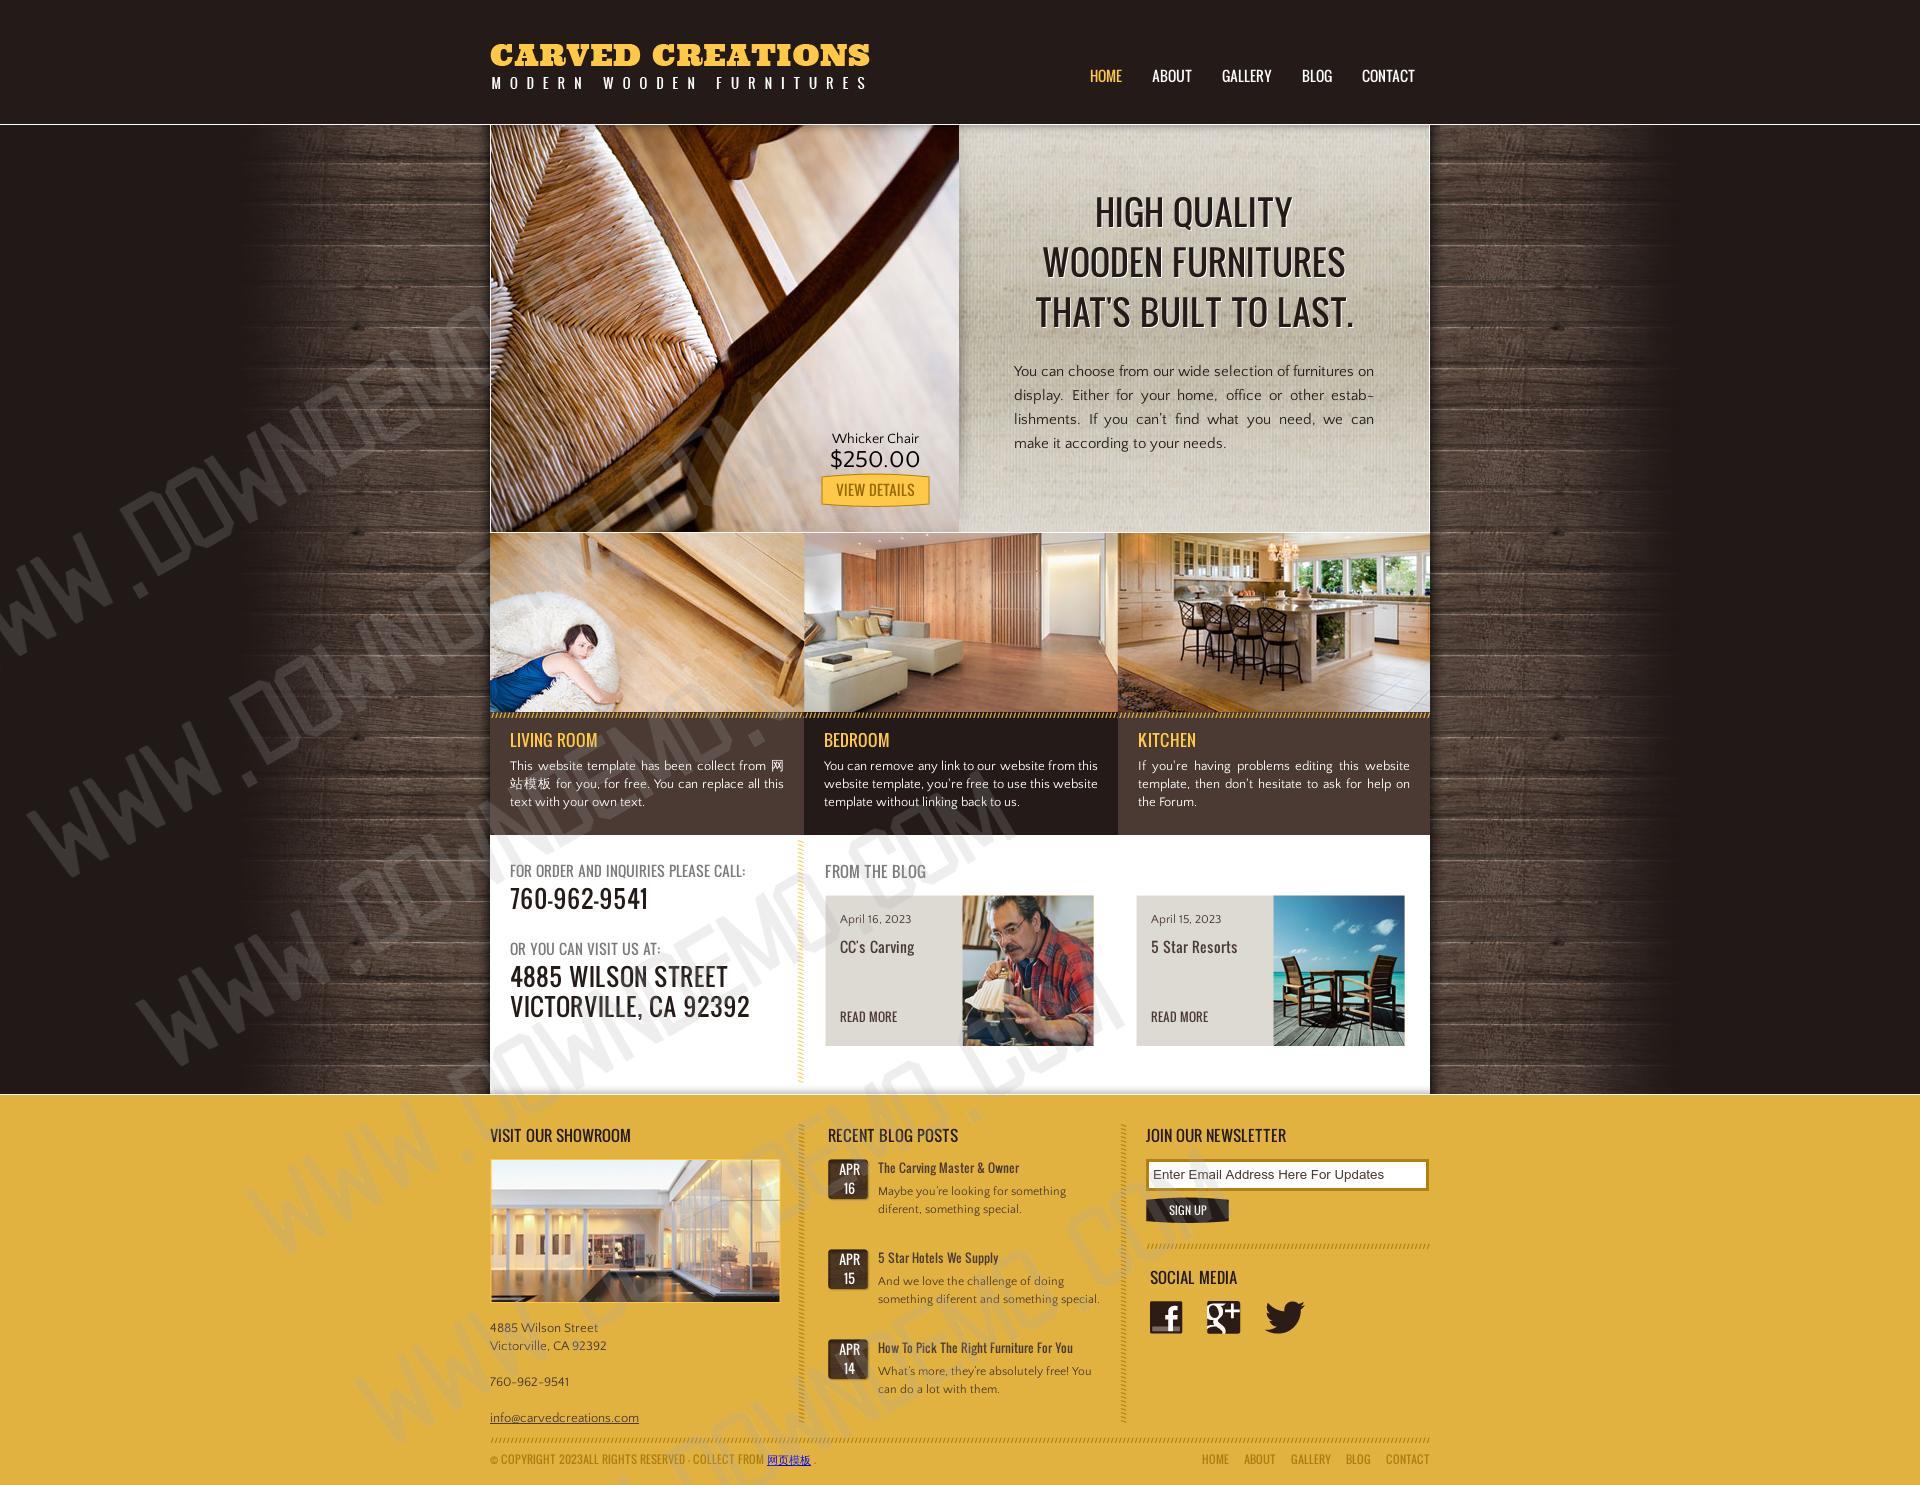 CARVED CREATIONS
MODERN WOODEN FURNITURES
HOME ABOUT GALLERY BLOG CONTACT
HIGH QUALITY
WOODEN FURNITURES
THAT'S BUILT TO LAST.
You can choose from our wide selection of furnitures on
display. Either for your home, office or other estab-
lishments. If you can't find what you need, we can
make it according to your needs.
Whicker Chair
$250.00
VIEW DETAILS
LIVING ROOM
This website template has been collect from 网
站模板 for you, for free. You can replace all this
text with your own text.
BEDROOM
You can remove any link to our website from this
website template, you're free to use this website
template without linking back to us.
KITCHEN
If you're having problems editing this website
template, then don't hesitate to ask for help on
the Forum.
FOR ORDER AND INQUIRIES PLEASE CALL:
760-962-9541
OR YOU CAN VISIT US AT:
4885 WILSON STREET
VICTORVILLE, CA 92392
FROM THE BLOG
April 16, 2023
CC's Carving
READ MORE
April 15, 2023
5 Star Resorts
READ MORE
VISIT OUR SHOWROOM
4885 Wilson Street
Victorville, CA 92392
760-962-9541
info@carvedcreations.com
RECENT BLOG POSTS
APR
16
The Carving Master & Owner
Maybe you're looking for something
diferent, something special.
APR
15
5 Star Hotels We Supply
And we love the challenge of doing
something diferent and something special.
APR
14
How To Pick The Right Furniture For You
What's more, they're absolutely free! You
can do a lot with them.
JOIN OUR NEWSLETTER
Enter Email Address Here For Updates
SIGN UP
SOCIAL MEDIA
© COPYRIGHT 2023ALL RIGHTS RESERVED - COLLECT FROM 网页模板 .
HOME ABOUT GALLERY BLOG CONTACT
WWW.DOWNDEMO.COM
WWW.DOWNDEMO.COM
WWW.DOWNDEMO.COM
WWW.DOWNDEMO.COM
WWW.DOWNDEMO.COM